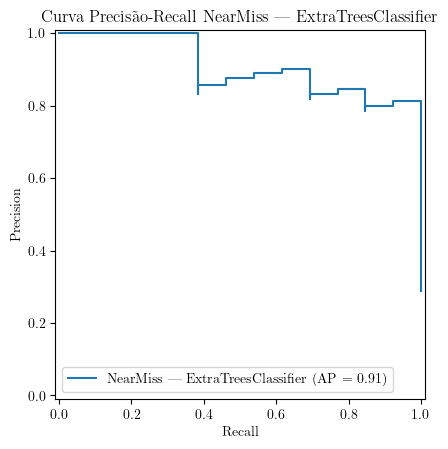 Curva Precisão-Recall NearMiss — ExtraTreesClassifier
1.0
0.8
0.6
0.4
0.2
0.0
Precision
NearMiss — ExtraTreesClassifier (AP = 0.91)
0.0 0.2 0.4 0.6 0.8 1.0
Recall